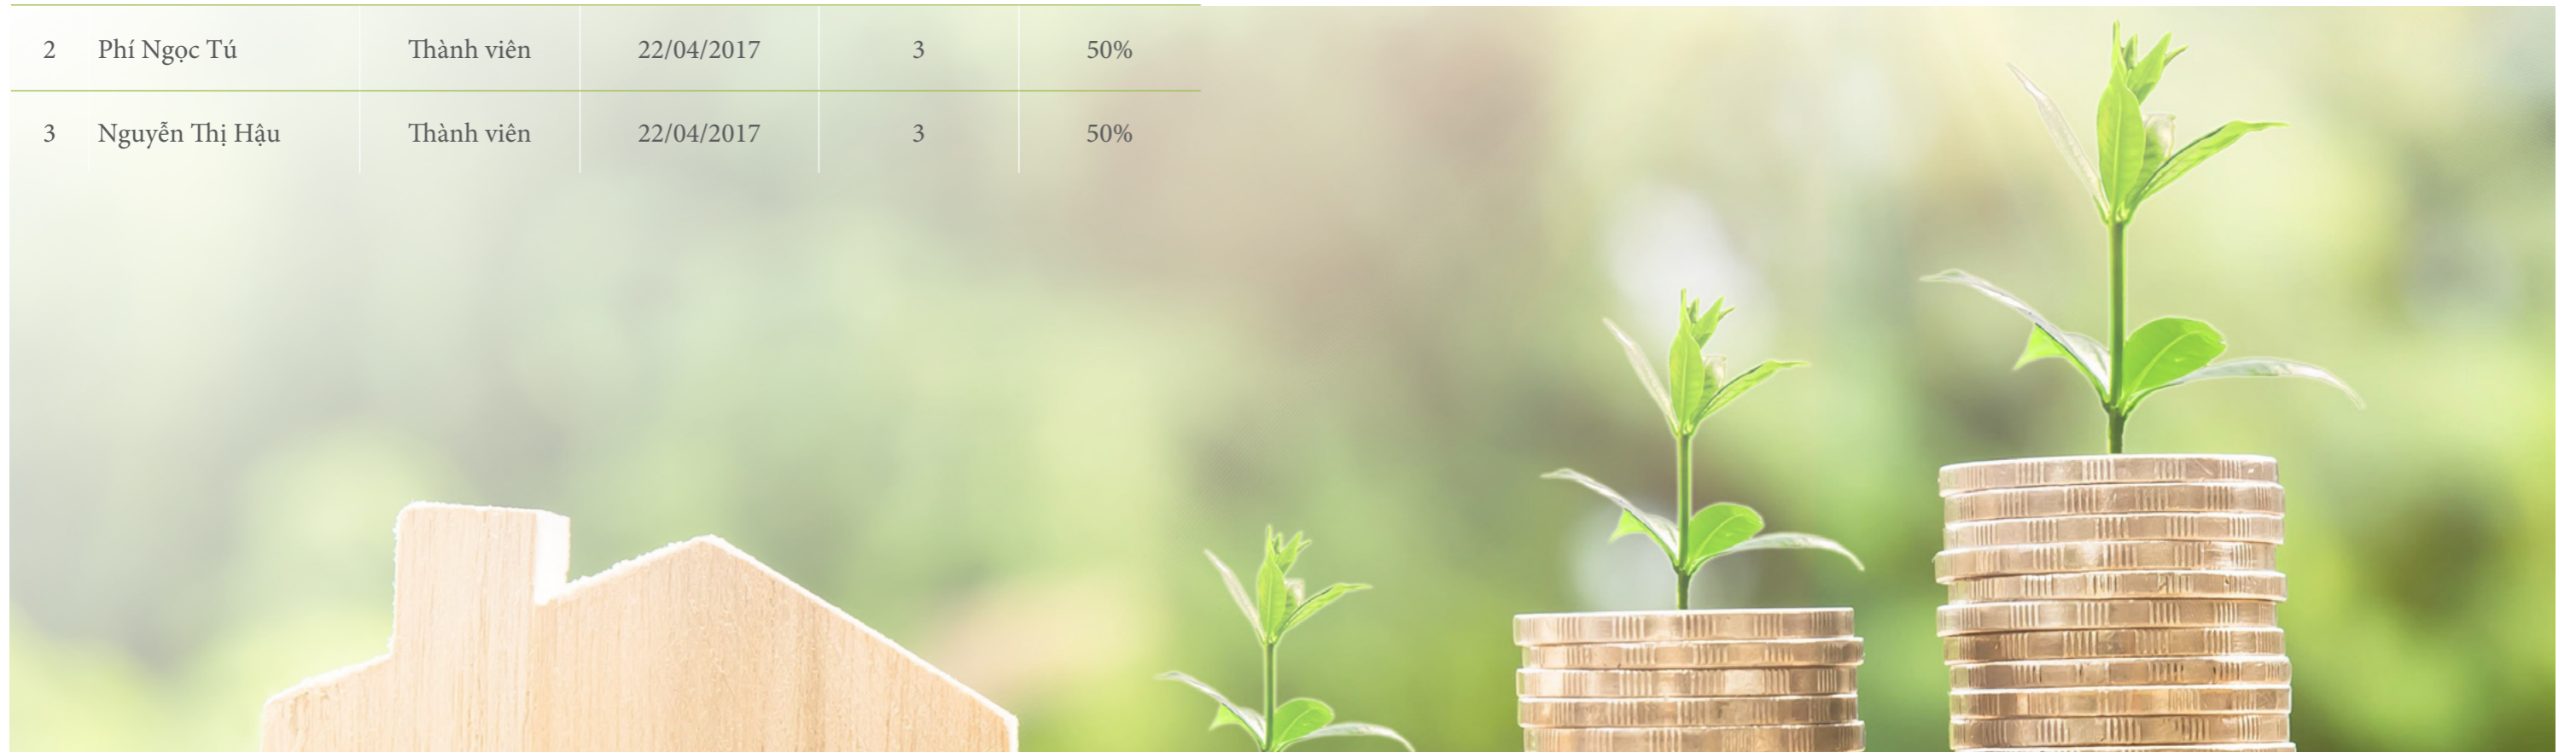 2 Phí Ngọc Tú Thành viên 22/04/2017 3 50%
3 Nguyễn Thị Hậu Thành viên 22/04/2017 3 50%